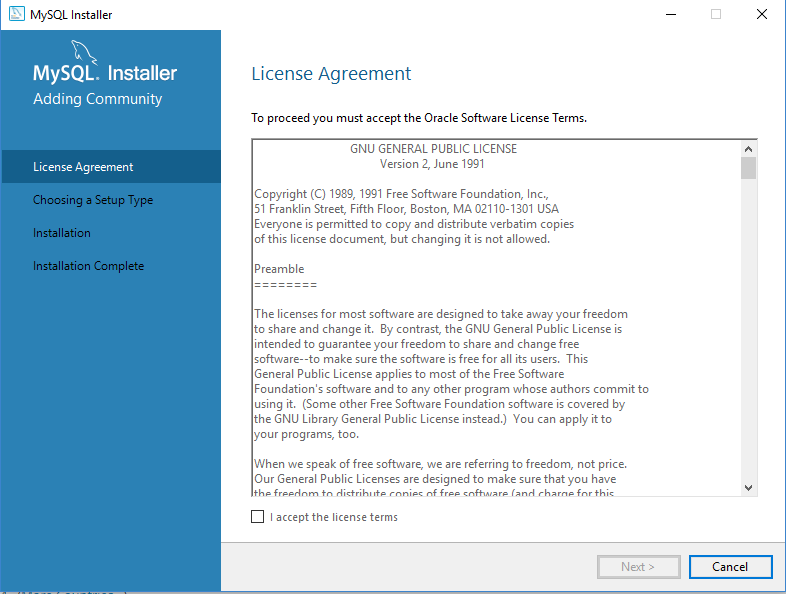 MySQL Installer
MySQL. Installer
Adding Community
License Agreement
Choosing a Setup Type
Installation
Installation Complete
License Agreement
To proceed you must accept the Oracle Software License Terms.
GNU GENERAL PUBLIC LICENSE
Version 2, June 1991
Copyright (C) 1989, 1991 Free Software Foundation, Inc.,
51 Franklin Street, Fifth Floor, Boston, MA 02110-1301 USA
Everyone is permitted to copy and distribute verbatim copies
of this license document, but changing it is not allowed.
Preamble
========
The licenses for most software are designed to take away your freedom
to share and change it.  By contrast, the GNU General Public License is
intended to guarantee your freedom to share and change free
software--to make sure the software is free for all its users.  This
General Public License applies to most of the Free Software
Foundation's software and to any other program whose authors commit to
using it.  (Some other Free Software Foundation software is covered by
the GNU Library General Public License instead.)  You can apply it to
your programs, too.
When we speak of free software, we are referring to freedom, not price.
Our General Public Licenses are designed to make sure that you have
the freedom to distribute copies of free software (and charge for this
I accept the license terms
Next >
Cancel